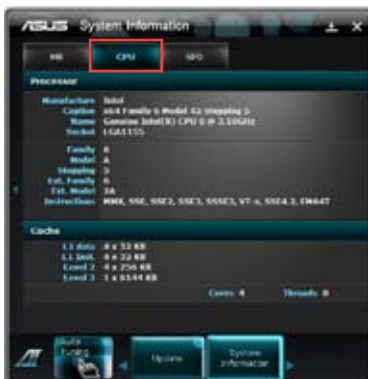 ASUS System Information
MB CPU SPD
Processor
Manufacture Intel
Caption x64 Family 6 Model 42 Stepping 5
Name Genuine Intel(R) CPU 0 @ 3.10GHz
Socket LGA1155
Family 6
Model A
Stepping 5
Ext. Family 6
Ext. Model 2A
Instructions MMX, SSE, SSE2, SSE3, SSSE3, VT-x, SSE4.2, EM64T
Cache
L1 data 4 x 32 KB
L1 Inst. 4 x 32 KB
Level 2 4 x 256 KB
Level 3 1 x 6144 KB
Cores 4 Threads 8
Auto
Tuning
Update
System
Information